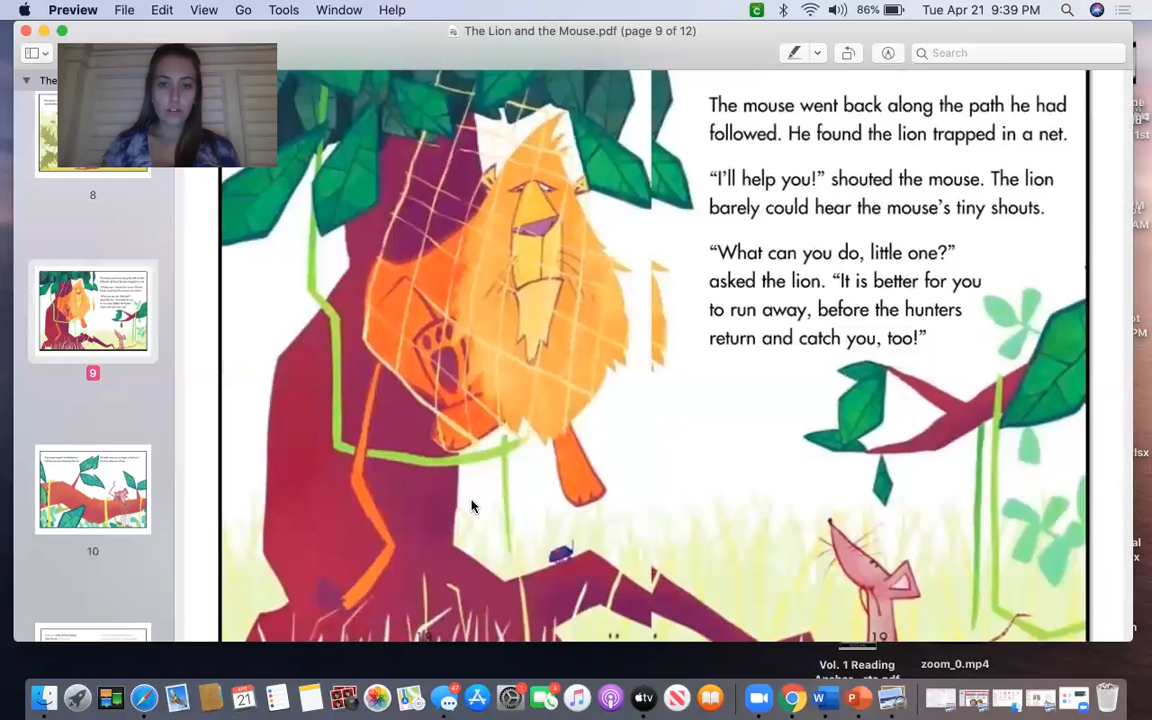 Preview File Edit View Go Tools Window Help
86% Tue Apr 21 9:39 PM
The Lion and the Mouse.pdf (page 9 of 12)
Search
The
8
9
10
The mouse went back along the path he had
followed. He found the lion trapped in a net.
“I’ll help you!” shouted the mouse. The lion
barely could hear the mouse’s tiny shouts.
“What can you do, little one?”
asked the lion. “It is better for you
to run away, before the hunters
return and catch you, too!”
19
Vol. 1 Reading
zoom_0.mp4